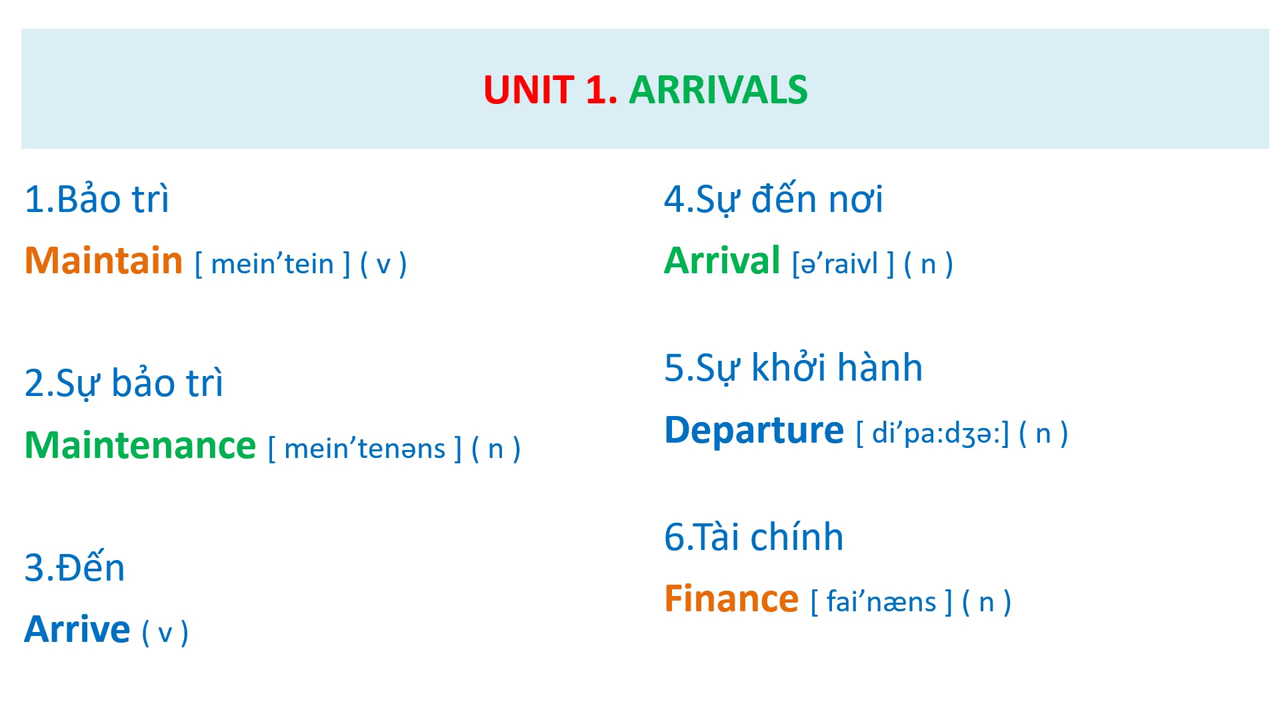 UNIT 1. ARRIVALS
1.Bảo trì
Maintain [ mein’tein ] ( v )
2.Sự bảo trì
Maintenance [ mein’tenəns ] ( n )
3.Đến
Arrive ( v )
4.Sự đến nơi
Arrival [ə’raivl ] ( n )
5.Sự khởi hành
Departure [ di’pa:dʒə:] ( n )
6.Tài chính
Finance [ fai’næns ] ( n )